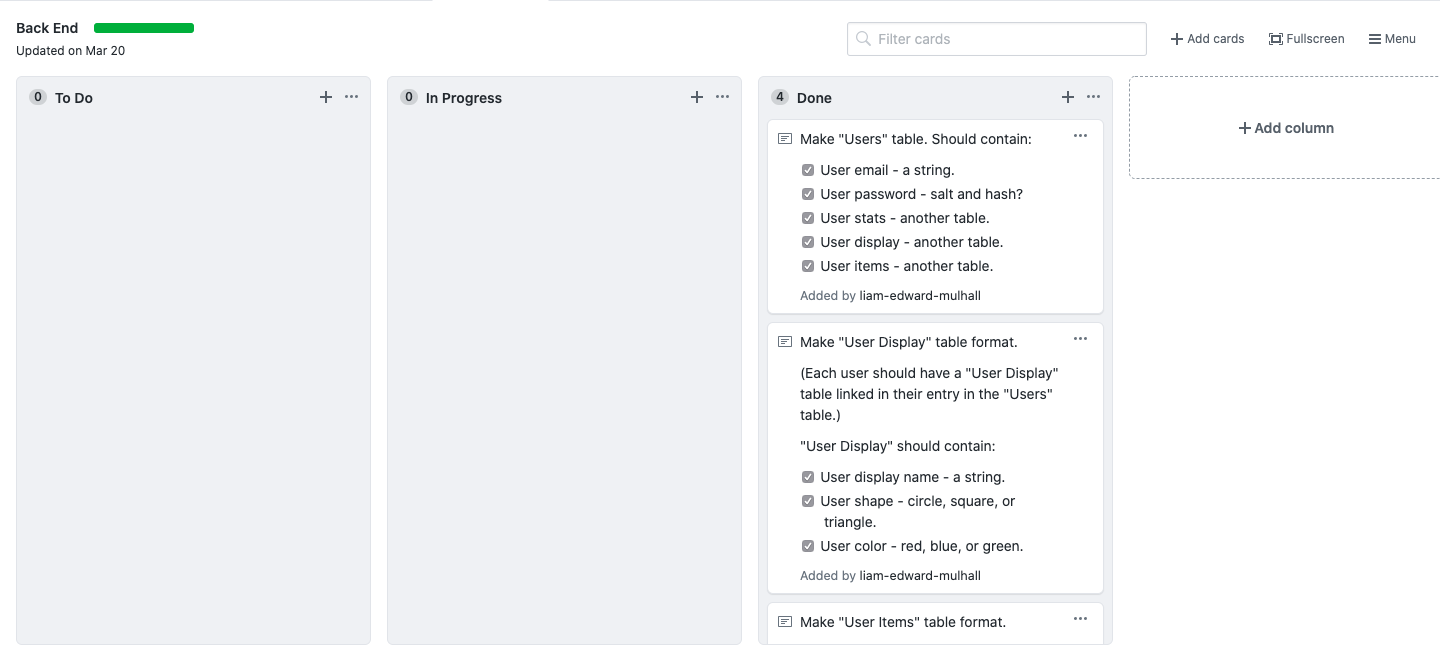 Back End
Updated on Mar 20
Filter cards
Add cards
Fullscreen
Menu
0 To Do
0 In Progress
4 Done
Add column
Make "Users" table. Should contain:
User email - a string.
User password - salt and hash?
User stats - another table.
User display - another table.
User items - another table.
Added by liam-edward-mulhall
Make "User Display" table format.
(Each user should have a "User Display"
table linked in their entry in the "Users"
table.)
"User Display" should contain:
User display name - a string.
User shape - circle, square, or
triangle.
User color - red, blue, or green.
Added by liam-edward-mulhall
Make "User Items" table format.